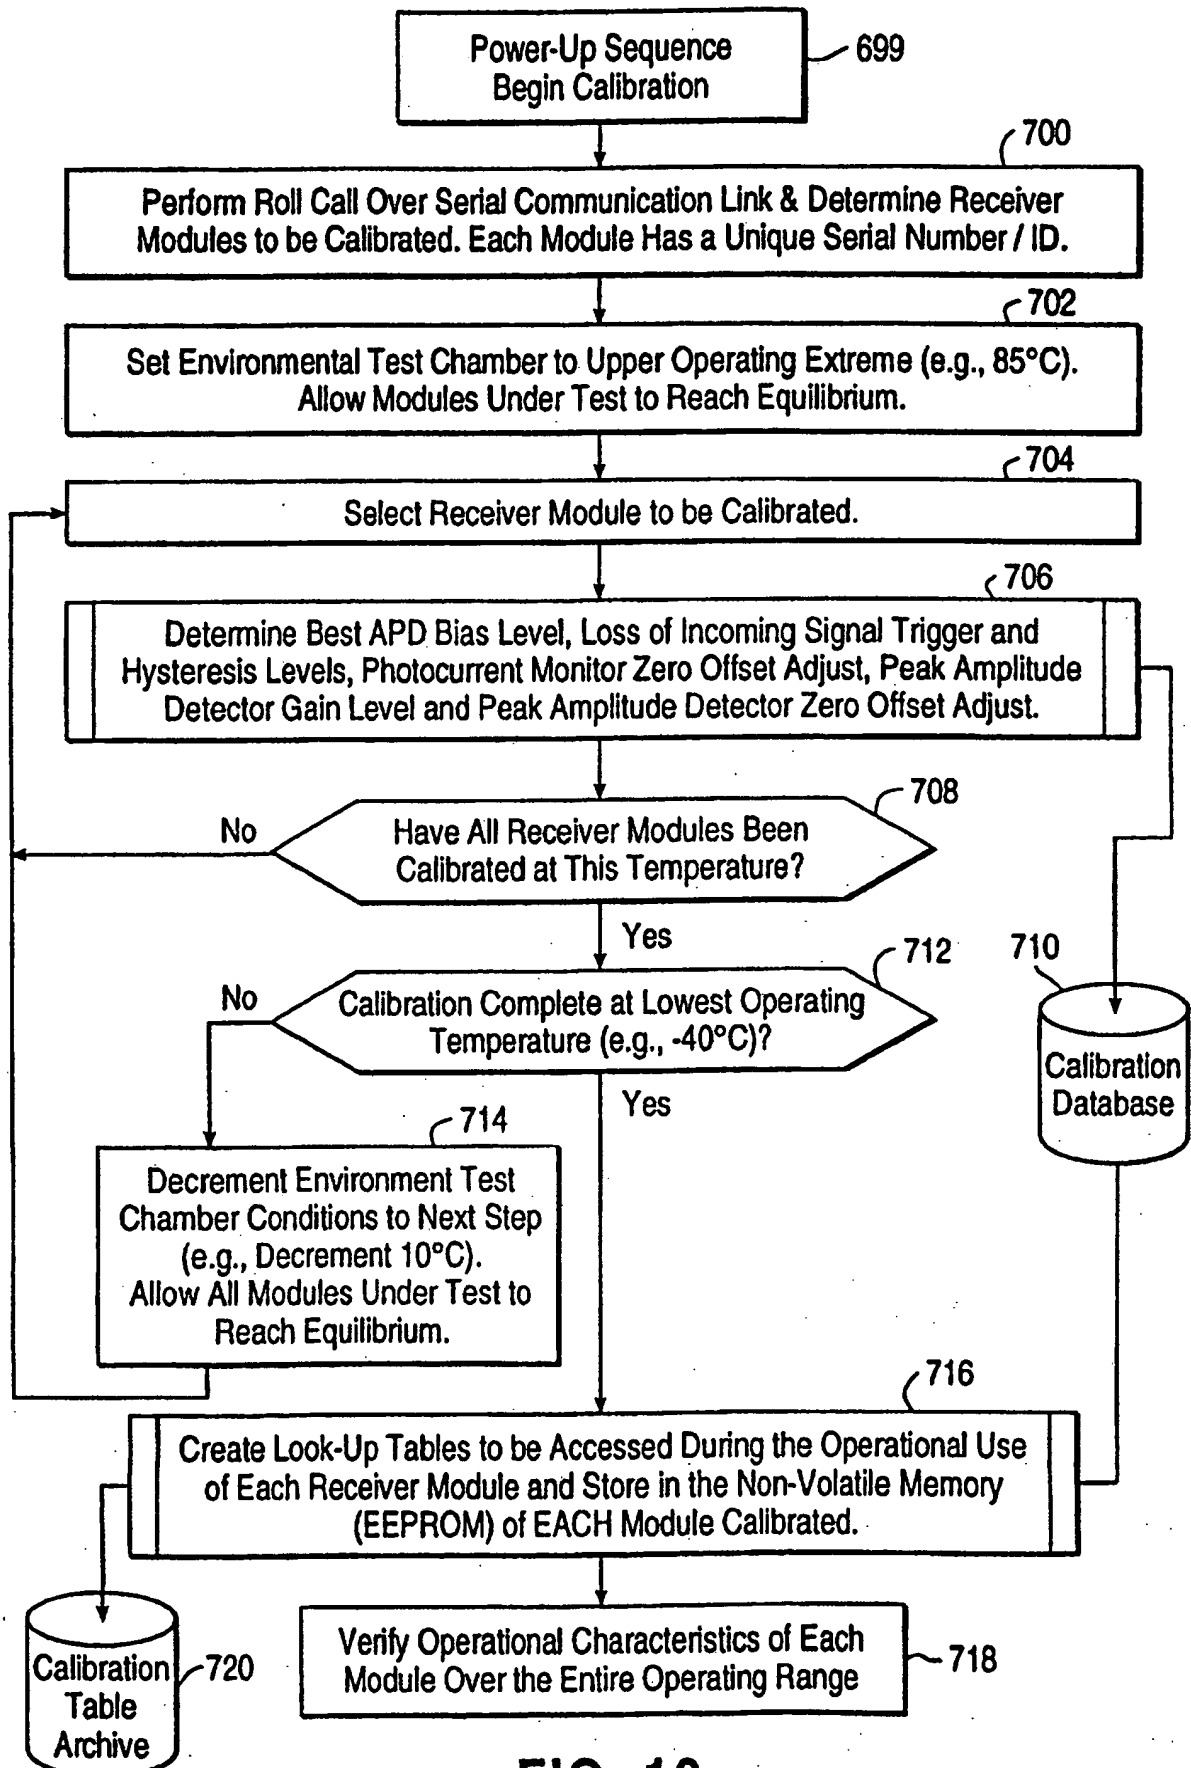 Power-Up Sequence
Begin Calibration
699
700
Perform Roll Call Over Serial Communication Link & Determine Receiver
Modules to be Calibrated. Each Module Has a Unique Serial Number / ID.
702
Set Environmental Test Chamber to Upper Operating Extreme (e.g., 85°C).
Allow Modules Under Test to Reach Equilibrium.
704
Select Receiver Module to be Calibrated.
706
Determine Best APD Bias Level, Loss of Incoming Signal Trigger and
Hysteresis Levels, Photocurrent Monitor Zero Offset Adjust, Peak Amplitude
Detector Gain Level and Peak Amplitude Detector Zero Offset Adjust.
708
No
Have All Receiver Modules Been
Calibrated at This Temperature?
Yes
712
710
No
Calibration Complete at Lowest Operating
Temperature (e.g., -40°C)?
Yes
Calibration
Database
714
Decrement Environment Test
Chamber Conditions to Next Step
(e.g., Decrement 10°C).
Allow All Modules Under Test to
Reach Equilibrium.
716
Create Look-Up Tables to be Accessed During the Operational Use
of Each Receiver Module and Store in the Non-Volatile Memory
(EEPROM) of EACH Module Calibrated.
Verify Operational Characteristics of Each
Module Over the Entire Operating Range
718
Calibration
Table
Archive
720